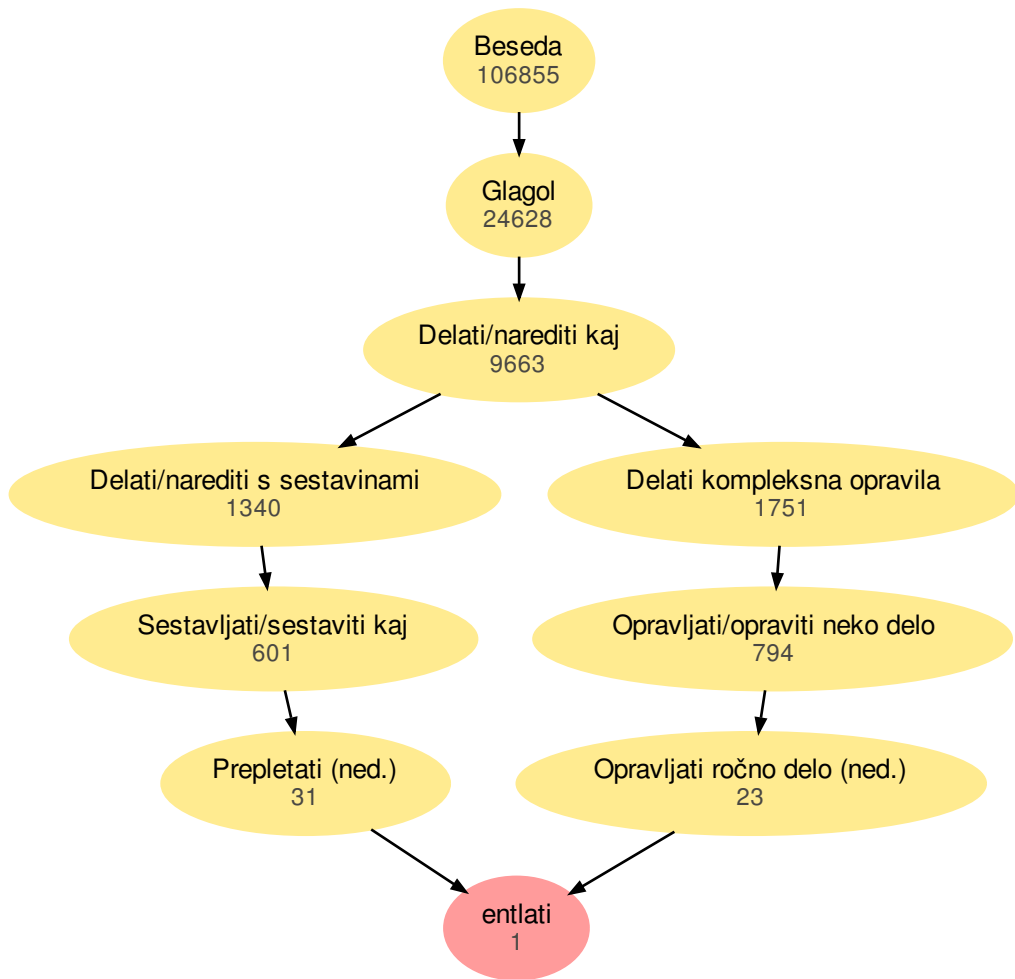 Beseda
106855
Glagol
24628
Delati/narediti kaj
9663
Delati/narediti s sestavinami
1340
Delati kompleksna opravila
1751
Sestavljati/sestaviti kaj
601
Opravljati/opraviti neko delo
794
Prepletati (ned.)
31
Opravljati ročno delo (ned.)
23
entlati
1